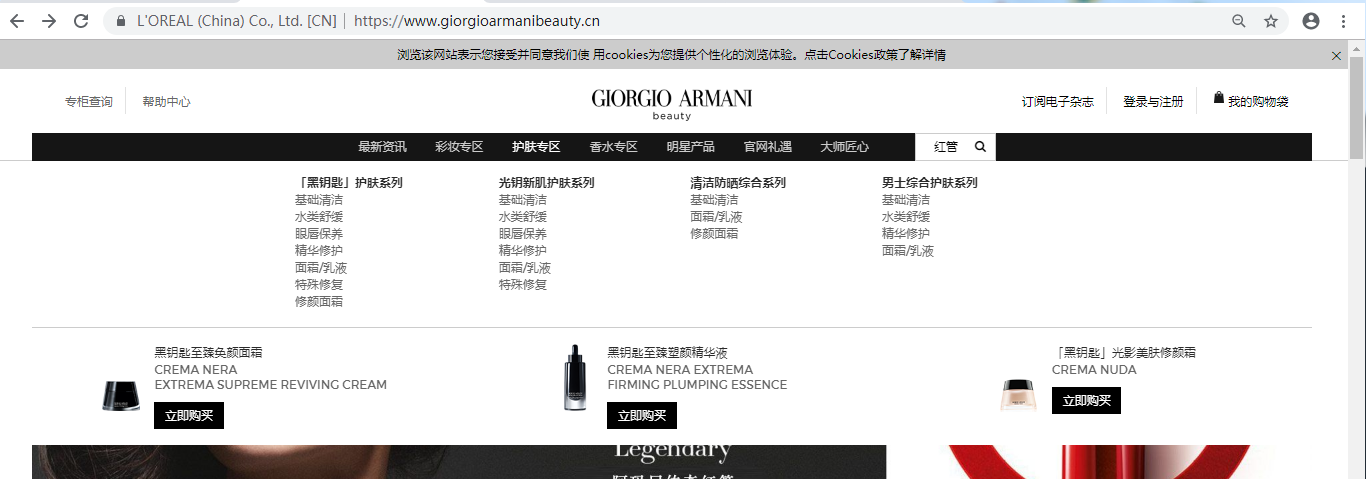 L'OREAL (China) Co., Ltd. [CN] | https://www.giorgioarmanibeauty.cn
浏览该网站表示您接受并同意我们使 用cookies为您提供个性化的浏览体验。点击Cookies政策了解详情
专柜查询 帮助中心
GIORGIO ARMANI
beauty
订阅电子杂志 登录与注册 我的购物袋
最新资讯 彩妆专区 护肤专区 香水专区 明星产品 官网礼遇 大师匠心 红管
「黑钥匙」护肤系列
基础清洁
水类舒缓
眼唇保养
精华修护
面霜/乳液
特殊修复
修颜面霜
光钥新肌护肤系列
基础清洁
水类舒缓
眼唇保养
精华修护
面霜/乳液
特殊修复
清洁防晒综合系列
基础清洁
面霜/乳液
修颜面霜
男士综合护肤系列
基础清洁
水类舒缓
精华修护
面霜/乳液
黑钥匙至臻奂颜面霜
CREMA NERA
EXTREMA SUPREME REVIVING CREAM
立即购买
黑钥匙至臻塑颜精华液
CREMA NERA EXTREMA
FIRMING PLUMPING ESSENCE
立即购买
「黑钥匙」光影美肤修颜霜
CREMA NUDA
立即购买
Legendary